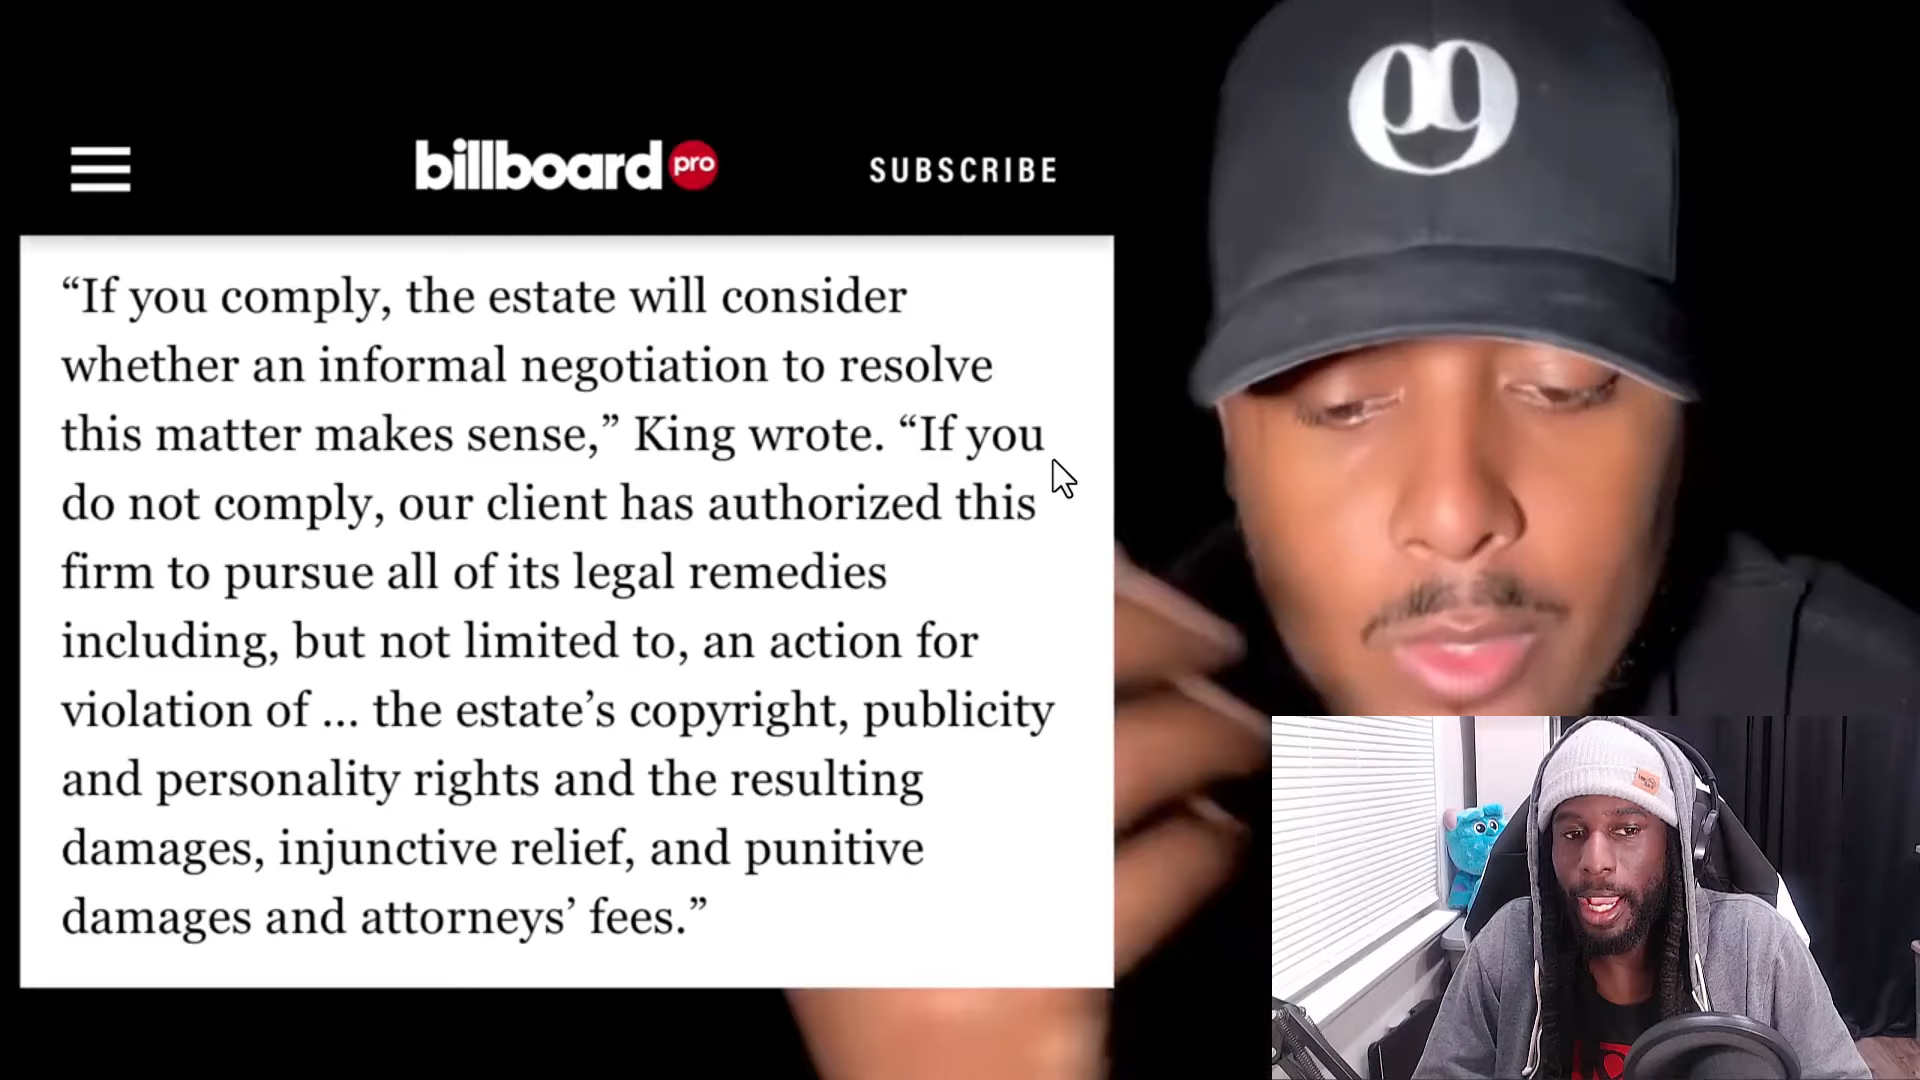 billboard pro
SUBSCRIBE
“If you comply, the estate will consider
whether an informal negotiation to resolve
this matter makes sense,” King wrote. “If you
do not comply, our client has authorized this
firm to pursue all of its legal remedies
including, but not limited to, an action for
violation of ... the estate’s copyright, publicity
and personality rights and the resulting
damages, injunctive relief, and punitive
damages and attorneys’ fees.”